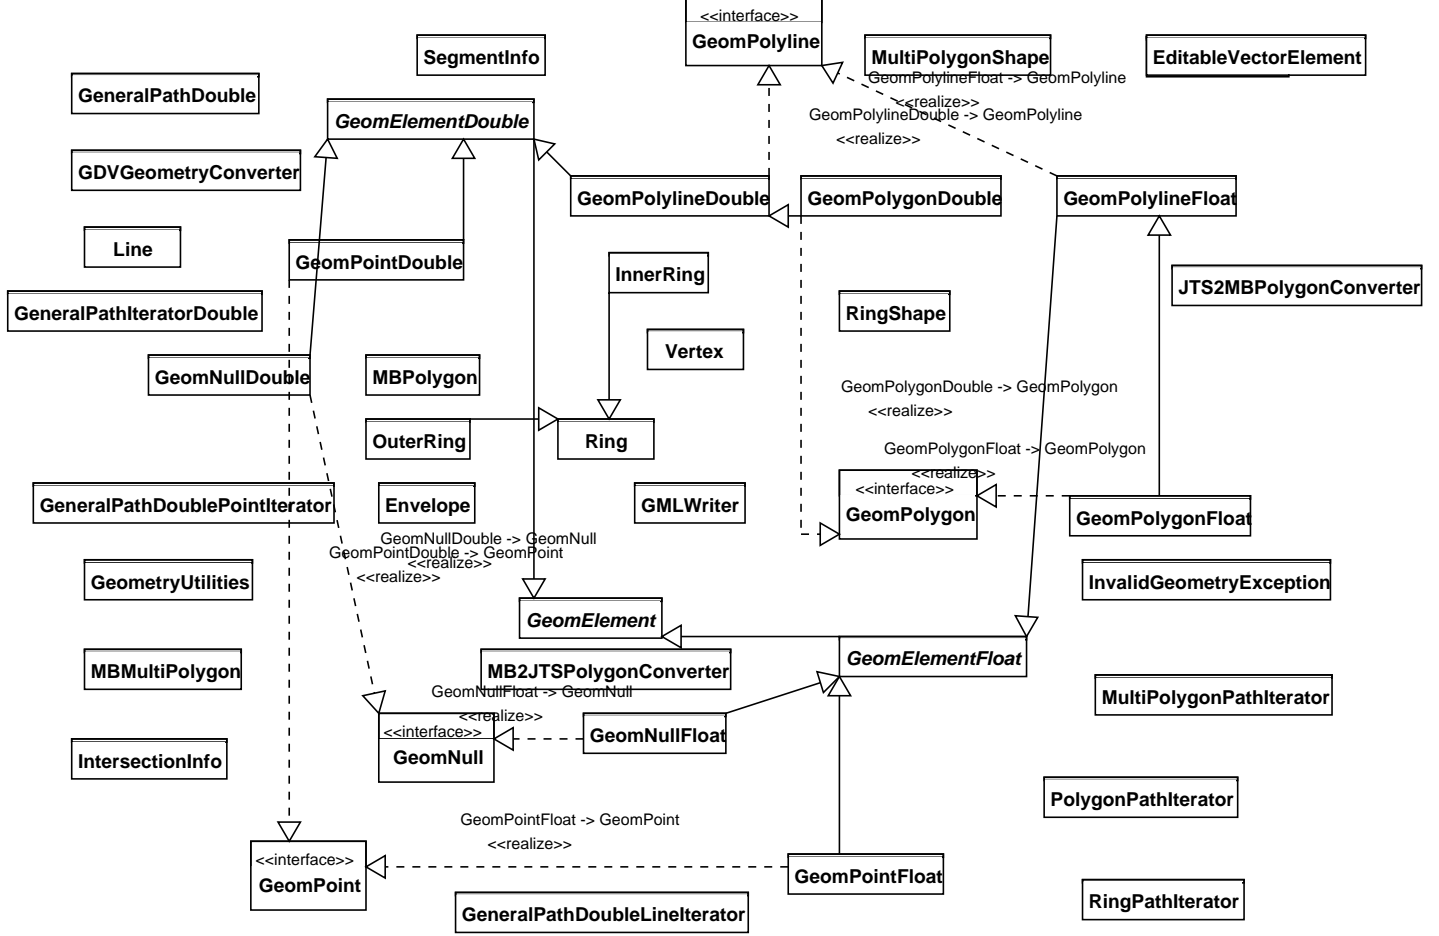 <<interface>>
GeomPolyline
SegmentInfo
MultiPolygonShape
EditableVectorElement
GeomPolylineFloat -> GeomPolyline
<<realize>>
GeneralPathDouble
GeomElementDouble
GeomPolylineDouble -> GeomPolyline
<<realize>>
GDVGeometryConverter
GeomPolylineDouble
GeomPolygonDouble
GeomPolylineFloat
Line
GeomPointDouble
InnerRing
JTS2MBPolygonConverter
GeneralPathIteratorDouble
RingShape
Vertex
GeomNullDouble
MBPolygon
GeomPolygonDouble -> GeomPolygon
<<realize>>
OuterRing
Ring
GeomPolygonFloat -> GeomPolygon
<<realize>>
<<interface>>
GeomPolygon
GeneralPathDoublePointIterator
Envelope
GMLWriter
GeomPolygonFloat
GeomNullDouble -> GeomNull
<<realize>>
GeomPointDouble -> GeomPoint
<<realize>>
GeometryUtilities
InvalidGeometryException
GeomElement
GeomElementFloat
MBMultiPolygon
MB2JTSPolygonConverter
GeomNullFloat -> GeomNull
<<realize>>
MultiPolygonPathIterator
<<interface>>
GeomNull
GeomNullFloat
IntersectionInfo
PolygonPathIterator
GeomPointFloat -> GeomPoint
<<realize>>
<<interface>>
GeomPoint
GeomPointFloat
RingPathIterator
GeneralPathDoubleLineIterator